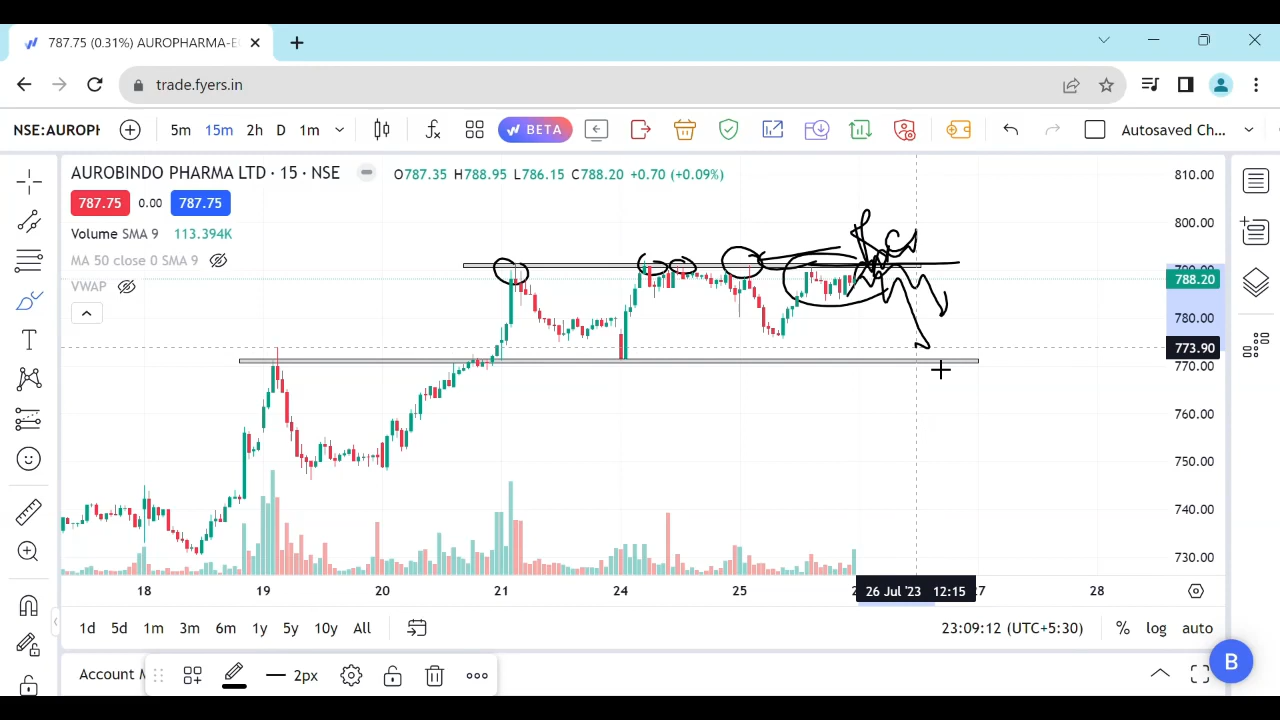 787.75 (0.31%) AUROPHARMA-E
trade.fyers.in
NSE:AUROPH 5m 15m 2h D 1m BETA Autosaved Ch...
AUROBINDO PHARMA LTD · 15 · NSE O787.35 H788.95 L786.15 C788.20 +0.70 (+0.09%)
787.75 0.00 787.75
Volume SMA 9 113.394K
MA 50 close 0 SMA 9
VWAP
810.00
800.00
788.20
780.00
773.90
770.00
760.00
750.00
740.00
730.00
18 19 20 21 24 25 26 Jul '23 12:15 28
1d 5d 1m 3m 6m 1y 5y 10y All 23:09:12 (UTC+5:30) % log auto
Account 2px
B